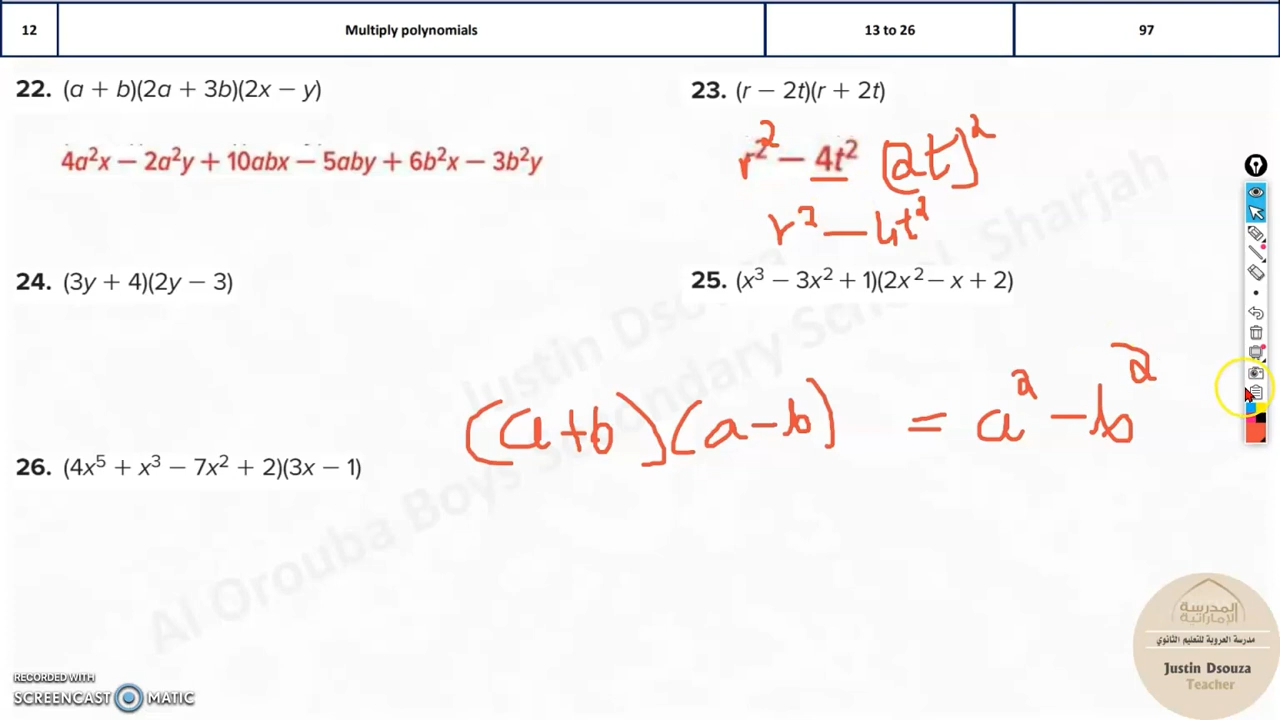 12 Multiply polynomials 13 to 26 97
22. (a + b)(2a + 3b)(2x − y)
4a²x − 2a²y + 10abx − 5aby + 6b²x − 3b²y
23. (r − 2t)(r + 2t)
r² − 4t² [2t]²
r² − 4t²
24. (3y + 4)(2y − 3)
25. (x³ − 3x² + 1)(2x² − x + 2)
(a+b)(a−b) = a² − b²
26. (4x⁵ + x³ − 7x² + 2)(3x − 1)
Justin Dsouza
Al Orouba Boys Secondary School, Sharjah
RECORDED WITH
SCREENCAST MATIC
المدرسة
الإماراتية
مدرسة العروبة للتعليم الثانوي
Justin Dsouza
Teacher